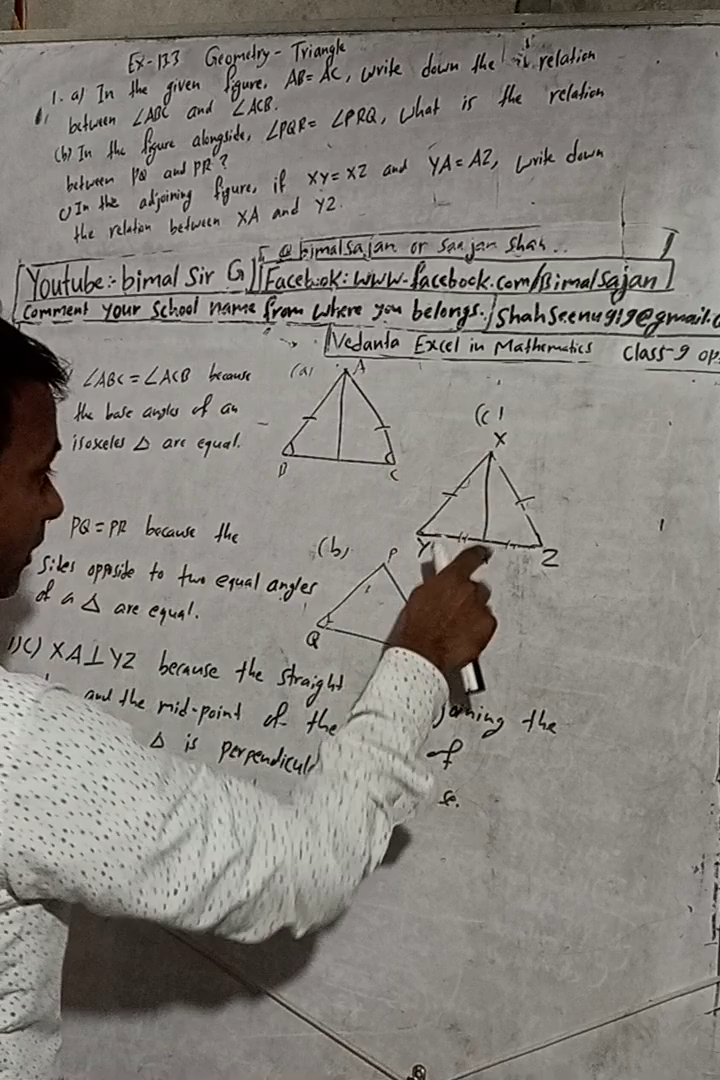 Ex-13.3 Geometry - Triangle
1. a) In the given figure, AB = AC, write down the relation
between ∠ABC and ∠ACB.
(b) In the figure alongside, ∠PQR = ∠PRQ, What is the relation
between PQ and PR?
c) In the adjoining figure, if XY = XZ and YA = AZ, write down
the relation between XA and YZ.
@ bimalsajan or Sanjan Shah..
Youtube:- bimal Sir G
Facebook: www.facebook.com/Bimalsajan
Comment your School name from where you belongs.
Shahseenu919@gmail.c
Vedanta Excel in Mathematics Class-9 op
∠ABC = ∠ACB because
the base angles of an
isosceles Δ are equal.
(a)
A
B
C
(c)
X
Y
Z
PQ = PR because the
sides opposite to two equal angles
of a Δ are equal.
(b)
P
Q
1)c) XA ⊥ YZ because the straight
joining the
and the mid-point of the
of
Δ is perpendicul